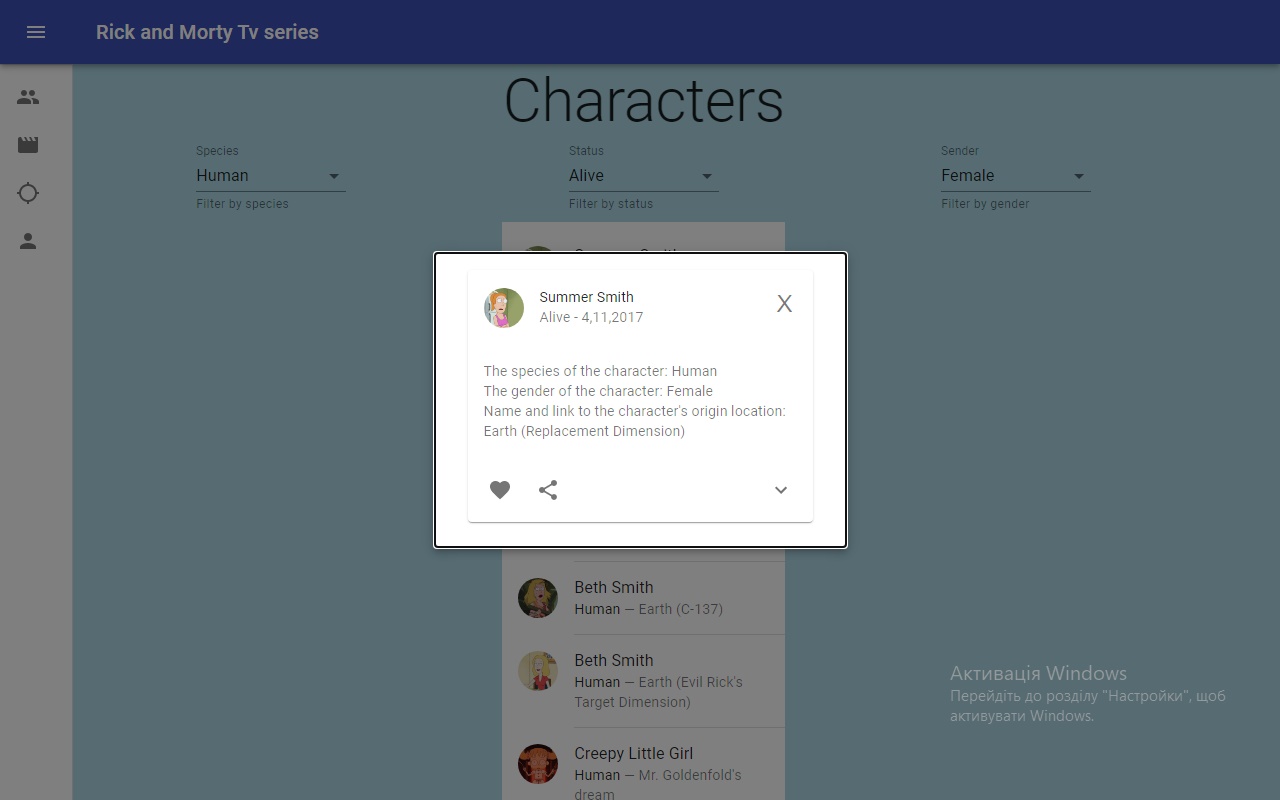 Rick and Morty Tv series
Characters
Species
Human
Filter by species
Status
Alive
Filter by status
Sender
Female
Filter by gender
Summer Smith
Alive - 4,11,2017
X
The species of the character: Human
The gender of the character: Female
Name and link to the character's origin location:
Earth (Replacement Dimension)
Beth Smith
Human — Earth (C-137)
Beth Smith
Human — Earth (Evil Rick's
Target Dimension)
Creepy Little Girl
Human — Mr. Goldenfold's
dream
Активація Windows
Перейдіть до розділу "Настройки", щоб
активувати Windows.